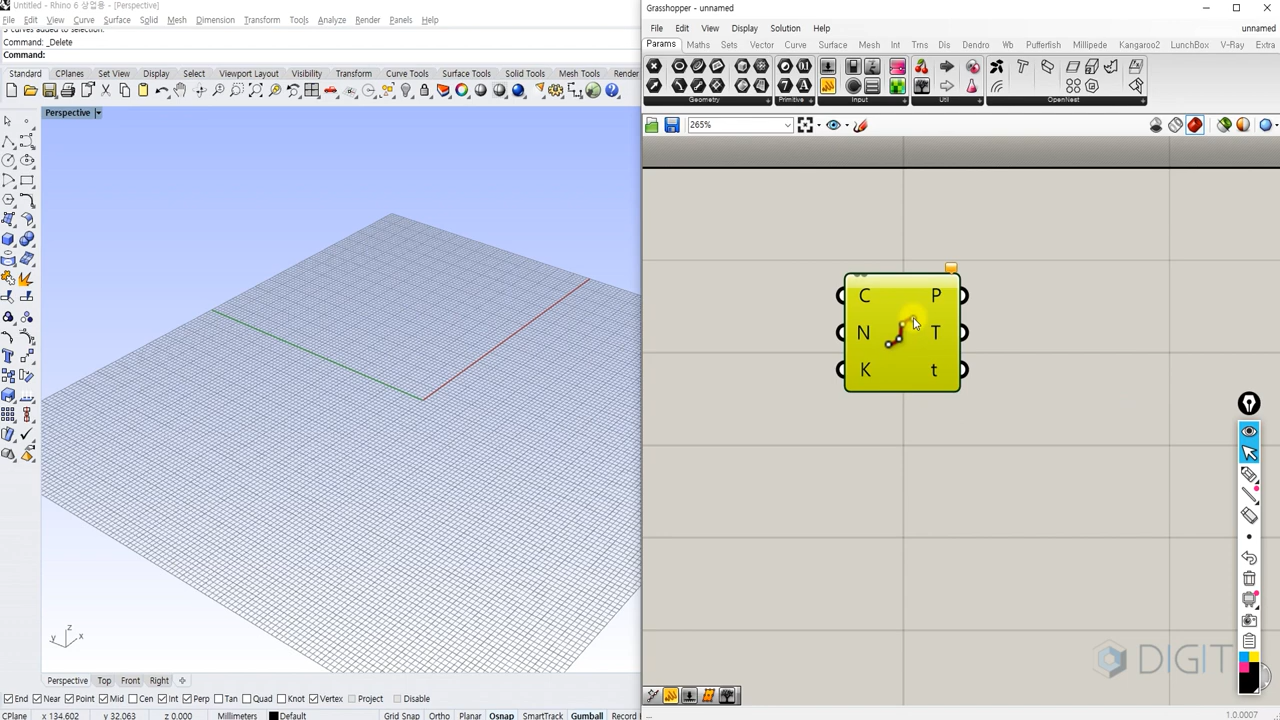 Untitled - Rhino 6 상업용 - [Perspective]
File Edit View Curve Surface Solid Mesh Dimension Transform Tools Analyze Render Panels Help
3 curves added to selection.
Command: _Delete
Command:
Standard CPlanes Set View Display Select Viewport Layout Visibility Transform Curve Tools Surface Tools Solid Tools Mesh Tools Render
Perspective
z
y x
Perspective Top Front Right
End Near Point Mid Cen Int Perp Tan Quad Knot Vertex Project Disable
CPlane x 134.602 y 32.063 z 0.000 Millimeters Default Grid Snap Ortho Planar Osnap SmartTrack Gumball Record
Grasshopper - unnamed
File Edit View Display Solution Help unnamed
Params Maths Sets Vector Curve Surface Mesh Int Trns Dis Dendro Wb Pufferfish Millipede Kangaroo2 LunchBox V-Ray Extra
Geometry Primitive Input Util OpenNest
265%
C P
N T
K t
DIGIT
1.0.0007